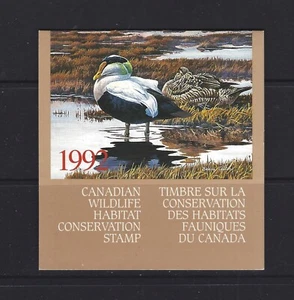 1992
CANADIAN
WILDLIFE
HABITAT
CONSERVATION
STAMP
TIMBRE SUR LA
CONSERVATION
DES HABITATS
FAUNIQUES
DU CANADA